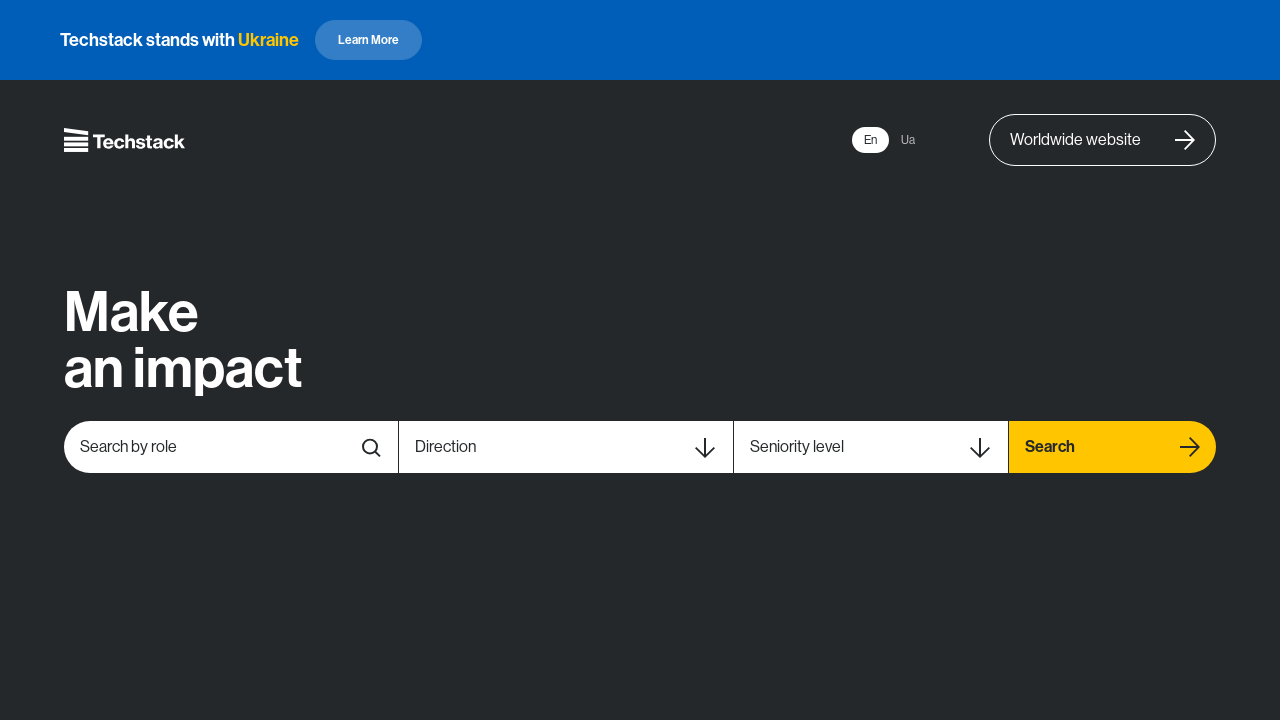 Techstack stands with Ukraine
Learn More
Techstack
En
Ua
Worldwide website
Make
an impact
Search by role
Direction
Seniority level
Search